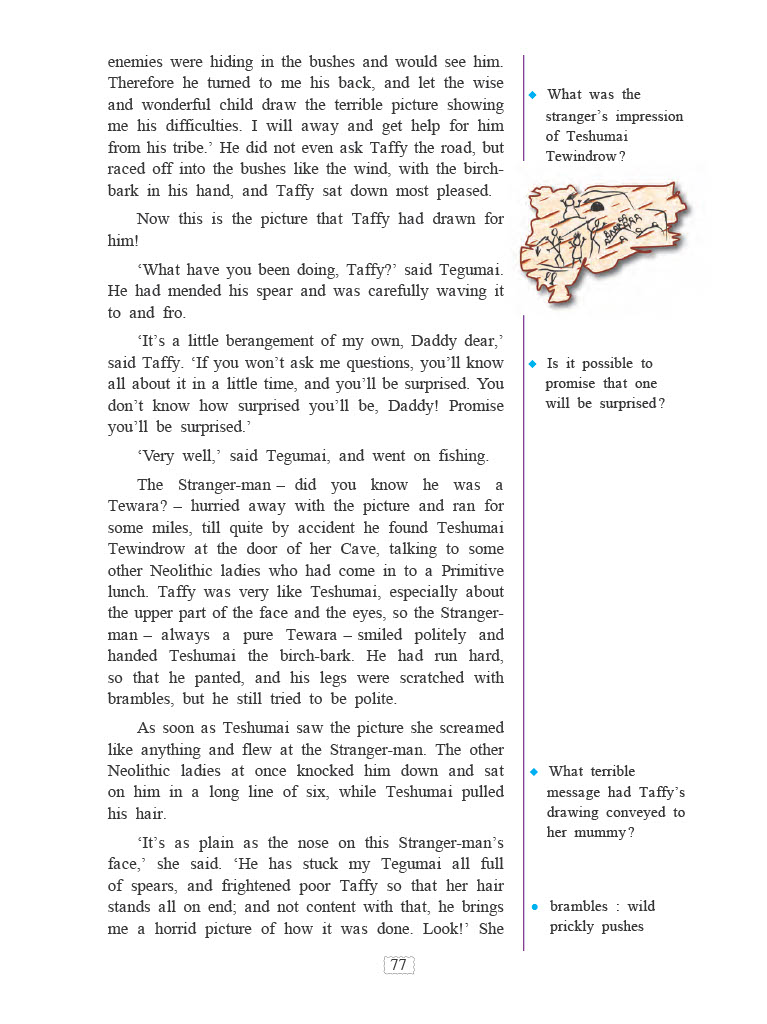 enemies were hiding in the bushes and would see him.
Therefore he turned to me his back, and let the wise
and wonderful child draw the terrible picture showing
me his difficulties. I will away and get help for him
from his tribe.’ He did not even ask Taffy the road, but
raced off into the bushes like the wind, with the birch-
bark in his hand, and Taffy sat down most pleased.
Now this is the picture that Taffy had drawn for
him!
‘What have you been doing, Taffy?’ said Tegumai.
He had mended his spear and was carefully waving it
to and fro.
‘It’s a little berangement of my own, Daddy dear,’
said Taffy. ‘If you won’t ask me questions, you’ll know
all about it in a little time, and you’ll be surprised. You
don’t know how surprised you’ll be, Daddy! Promise
you’ll be surprised.’
‘Very well,’ said Tegumai, and went on fishing.
The Stranger-man – did you know he was a
Tewara? – hurried away with the picture and ran for
some miles, till quite by accident he found Teshumai
Tewindrow at the door of her Cave, talking to some
other Neolithic ladies who had come in to a Primitive
lunch. Taffy was very like Teshumai, especially about
the upper part of the face and the eyes, so the Stranger-
man – always a pure Tewara – smiled politely and
handed Teshumai the birch-bark. He had run hard,
so that he panted, and his legs were scratched with
brambles, but he still tried to be polite.
As soon as Teshumai saw the picture she screamed
like anything and flew at the Stranger-man. The other
Neolithic ladies at once knocked him down and sat
on him in a long line of six, while Teshumai pulled
his hair.
‘It’s as plain as the nose on this Stranger-man’s
face,’ she said. ‘He has stuck my Tegumai all full
of spears, and frightened poor Taffy so that her hair
stands all on end; and not content with that, he brings
me a horrid picture of how it was done. Look!’ She
◆ What was the
stranger’s impression
of Teshumai
Tewindrow?
◆ Is it possible to
promise that one
will be surprised?
◆ What terrible
message had Taffy’s
drawing conveyed to
her mummy?
● brambles : wild
prickly pushes
77